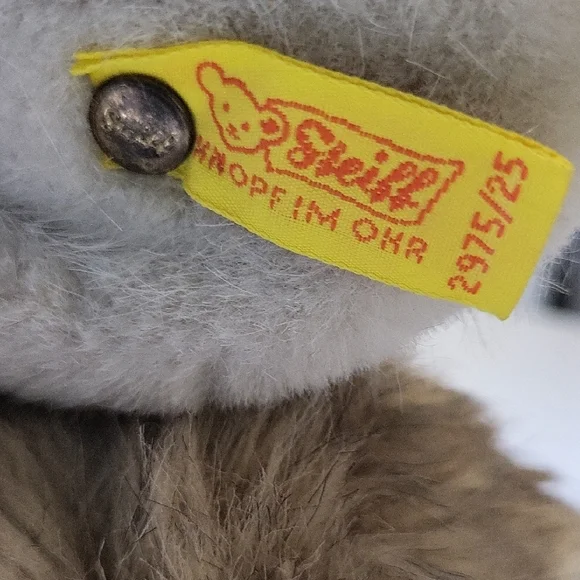 Steiff
KNOPF IM OHR
2975/25